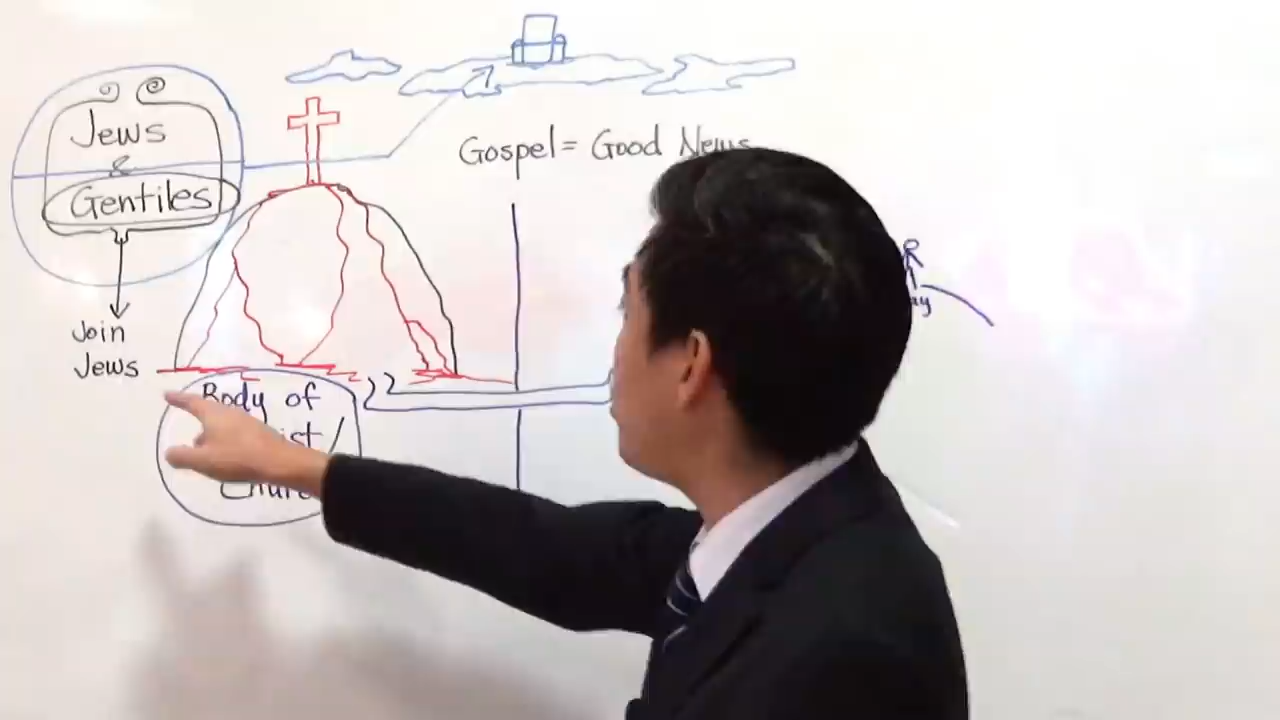 Jews
&
Gentiles
Join
Jews
Gospel = Good News
Body of